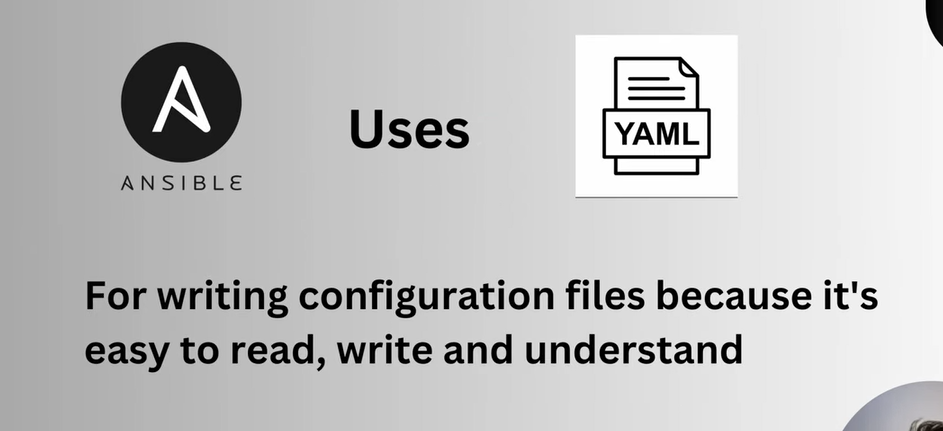 ANSIBLE
Uses
YAML
For writing configuration files because it's
easy to read, write and understand